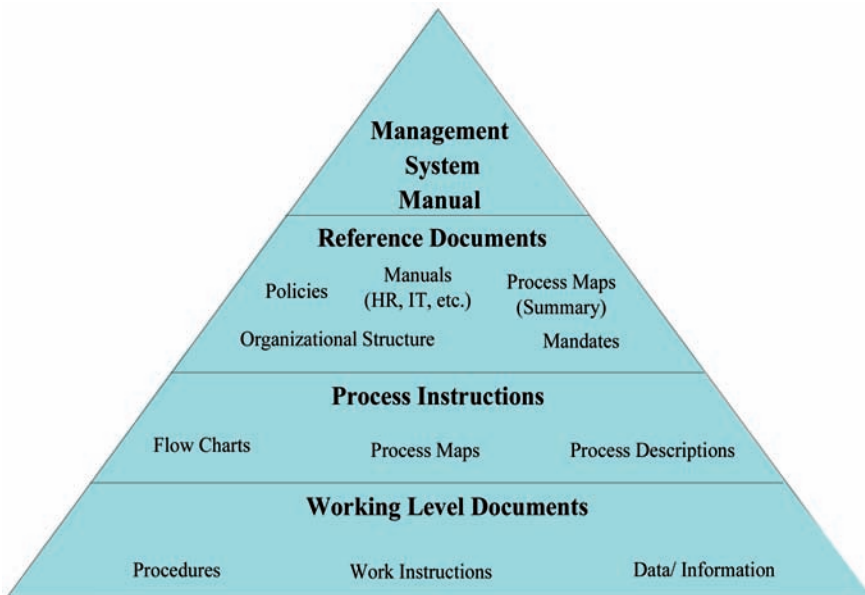 Management
System
Manual
Reference Documents
Policies
Manuals
(HR, IT, etc.)
Process Maps
(Summary)
Organizational Structure
Mandates
Process Instructions
Flow Charts
Process Maps
Process Descriptions
Working Level Documents
Procedures
Work Instructions
Data/ Information